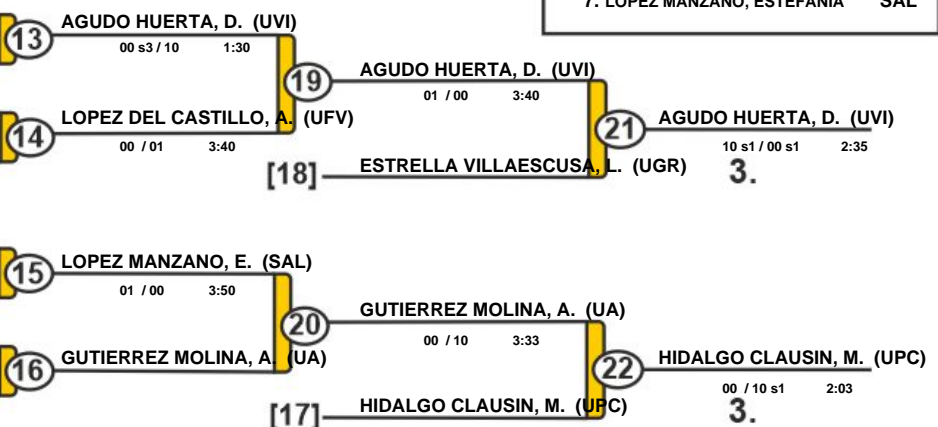 7. LOPEZ MANZANO, ESTEFANIA SAL
13 AGUDO HUERTA, D. (UVI)
00 s3 / 10 1:30
19 AGUDO HUERTA, D. (UVI)
01 / 00 3:40
14 LOPEZ DEL CASTILLO, A. (UFV)
00 / 01 3:40
21 AGUDO HUERTA, D. (UVI)
10 s1 / 00 s1 2:35
3.
[18] ESTRELLA VILLAESCUSA, L. (UGR)
15 LOPEZ MANZANO, E. (SAL)
01 / 00 3:50
20 GUTIERREZ MOLINA, A. (UA)
00 / 10 3:33
16 GUTIERREZ MOLINA, A. (UA)
22 HIDALGO CLAUSIN, M. (UPC)
00 / 10 s1 2:03
3.
[17] HIDALGO CLAUSIN, M. (UPC)